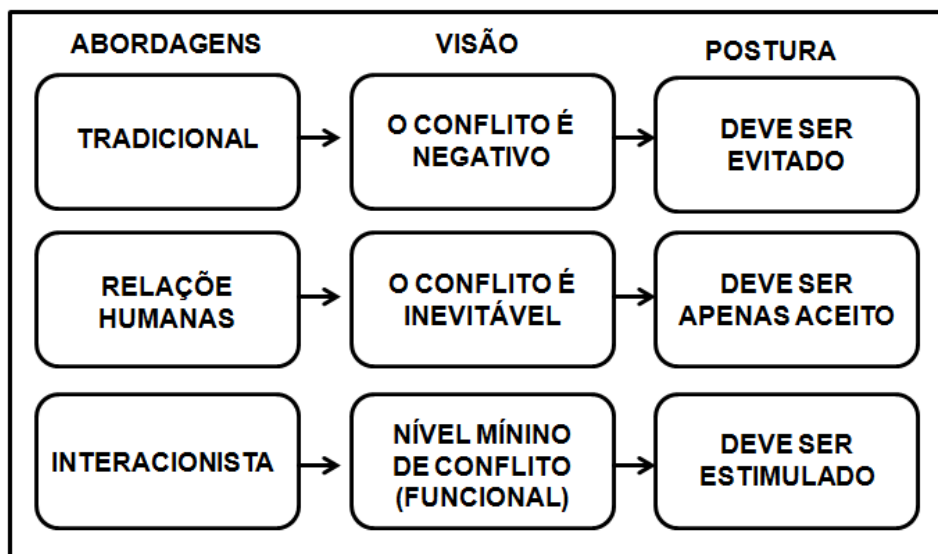 ABORDAGENS
VISÃO
POSTURA
TRADICIONAL
O CONFLITO É
NEGATIVO
DEVE SER
EVITADO
RELAÇÕE
HUMANAS
O CONFLITO É
INEVITÁVEL
DEVE SER
APENAS ACEITO
INTERACIONISTA
NÍVEL MÍNINO
DE CONFLITO
(FUNCIONAL)
DEVE SER
ESTIMULADO